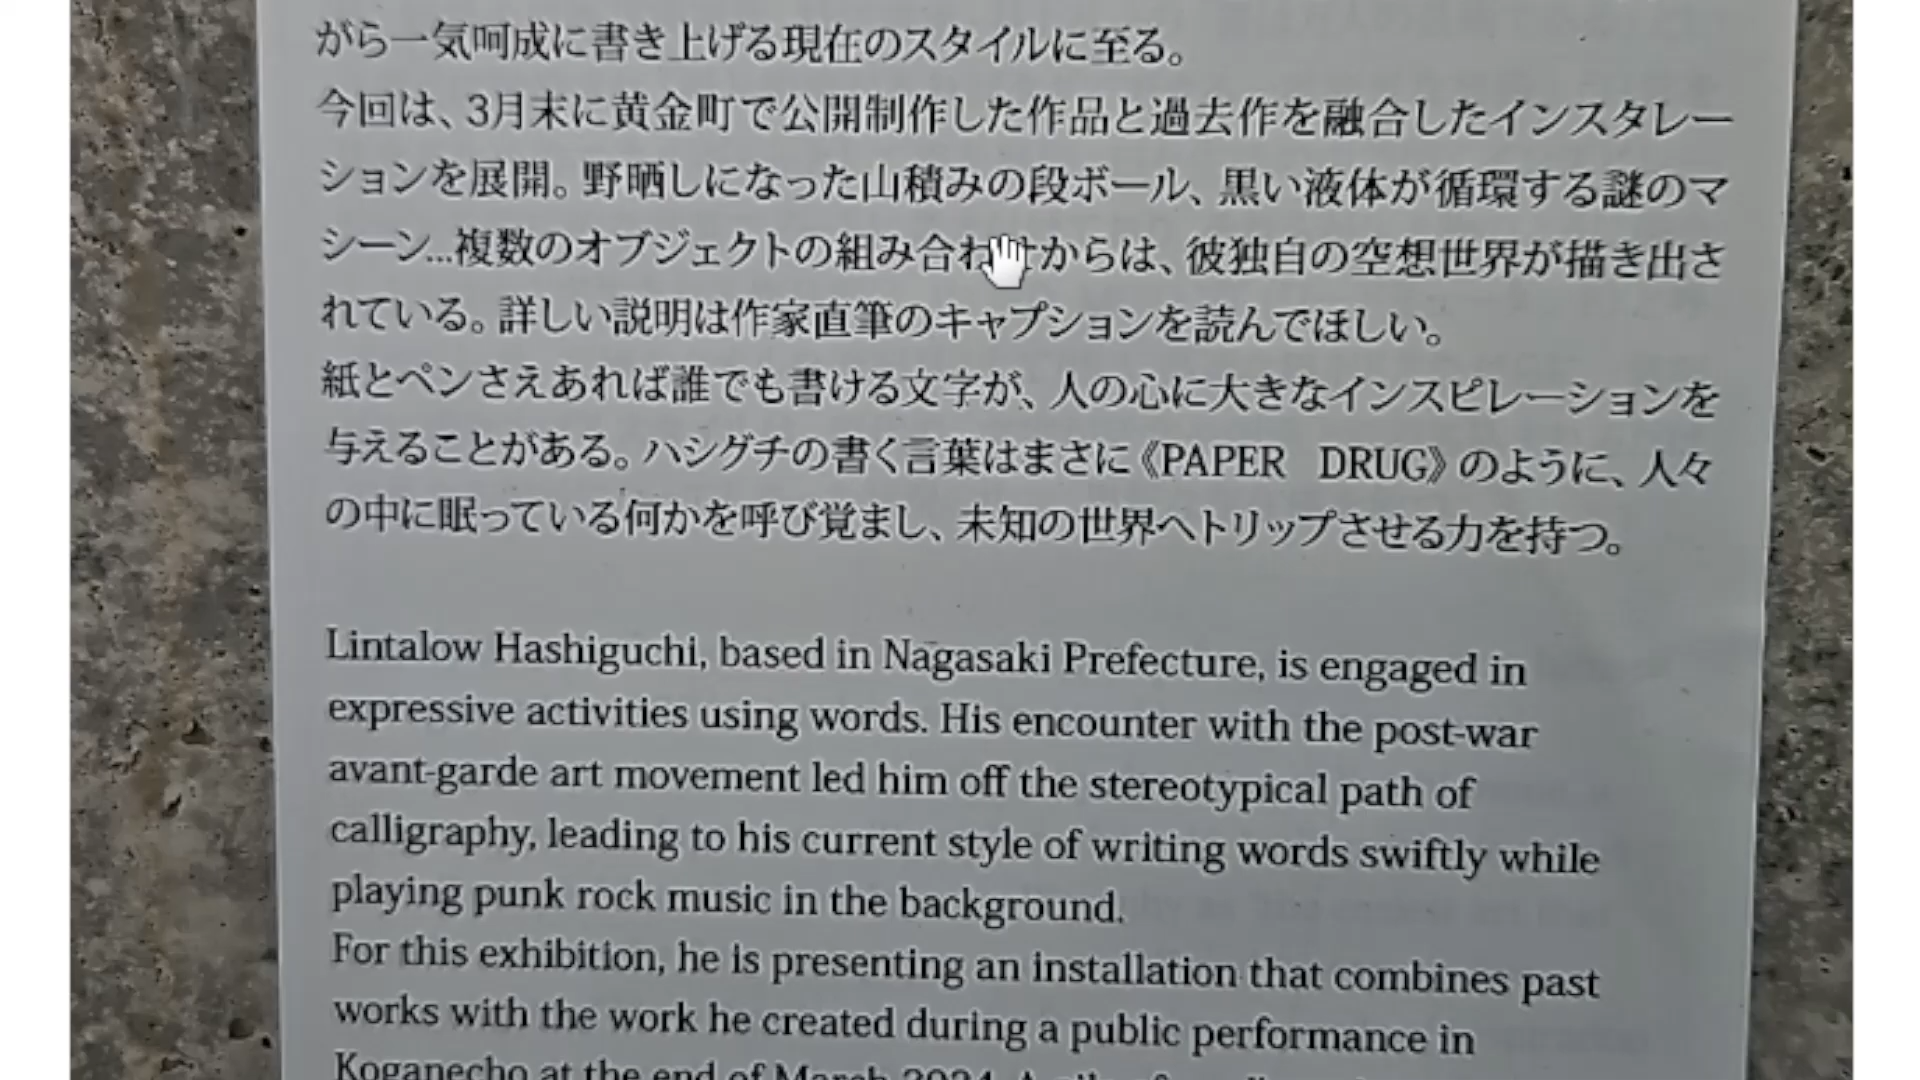 がら一気呵成に書き上げる現在のスタイルに至る。
今回は、3月末に黄金町で公開制作した作品と過去作を融合したインスタレー
ションを展開。野晒しになった山積みの段ボール、黒い液体が循環する謎のマ
シーン...複数のオブジェクトの組み合わせからは、彼独自の空想世界が描き出さ
れている。詳しい説明は作家直筆のキャプションを読んでほしい。
紙とペンさえあれば誰でも書ける文字が、人の心に大きなインスピレーションを
与えることがある。ハシグチの書く言葉はまさに《PAPER DRUG》のように、人々
の中に眠っている何かを呼び覚まし、未知の世界へトリップさせる力を持つ。
Lintalow Hashiguchi, based in Nagasaki Prefecture, is engaged in
expressive activities using words. His encounter with the post-war
avant-garde art movement led him off the stereotypical path of
calligraphy, leading to his current style of writing words swiftly while
playing punk rock music in the background.
For this exhibition, he is presenting an installation that combines past
works with the work he created during a public performance in
Koganecho at the end of March 2024. A pile of